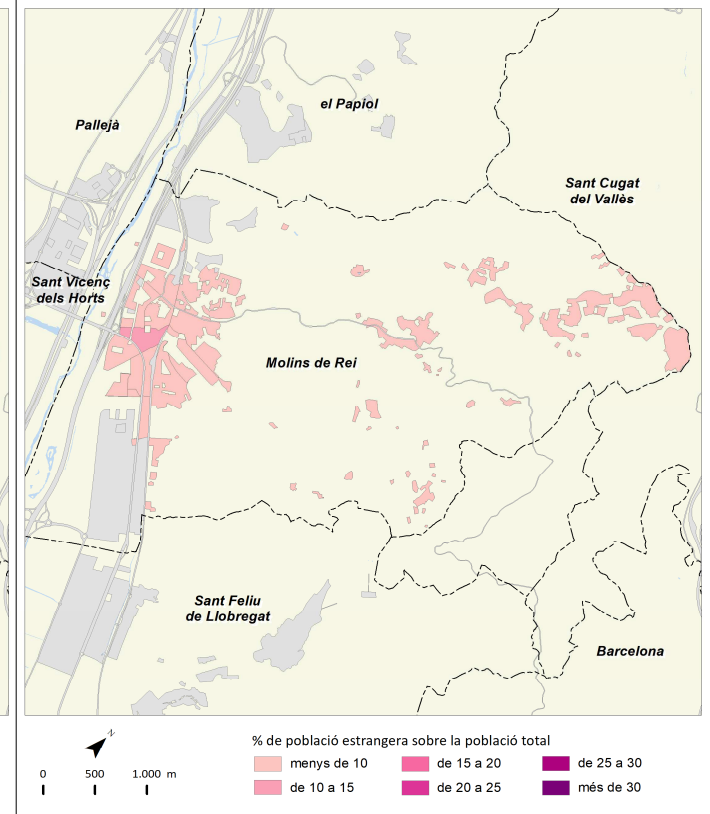 el Papiol
Pallejà
Sant Cugat
del Vallès
Sant Vicenç
dels Horts
Molins de Rei
Sant Feliu
de Llobregat
Barcelona
N
0 500 1.000 m
% de població estrangera sobre la població total
menys de 10
de 15 a 20
de 25 a 30
de 10 a 15
de 20 a 25
més de 30